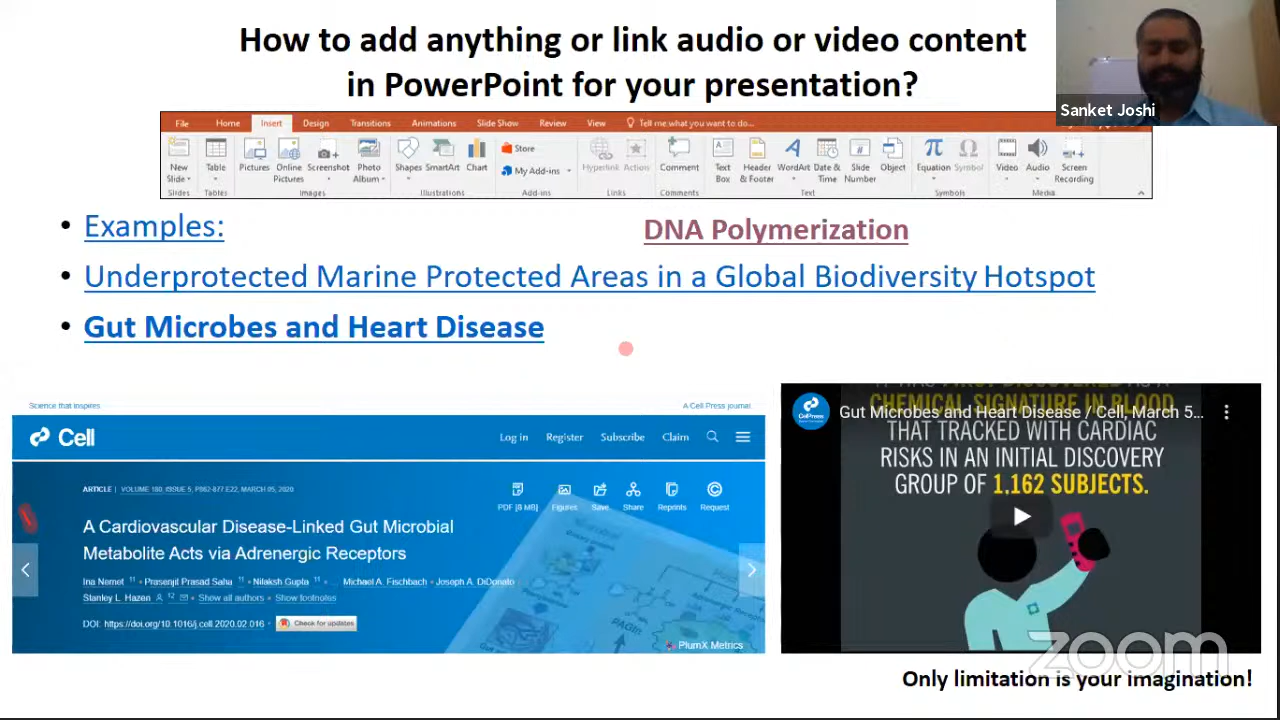 How to add anything or link audio or video content
in PowerPoint for your presentation?
Sanket Joshi
File Home Insert Design Transitions Animations Slide Show Review View Tell me what you want to do...
New Slide Table Pictures Online Pictures Screenshot Photo Album Shapes SmartArt Chart Store My Add-ins Hyperlink Action Comment Text Box Header & Footer WordArt Date & Time Slide Number Object Equation Symbol Video Audio Screen Recording
Slides Tables Images Illustrations Add-ins Links Comments Text Symbols Media
• Examples: DNA Polymerization
• Underprotected Marine Protected Areas in a Global Biodiversity Hotspot
• Gut Microbes and Heart Disease
Science that inspires A Cell Press journal
Cell Log in Register Subscribe Claim
ARTICLE | VOLUME 180, ISSUE 5, P862-877.E22, MARCH 05, 2020
PDF [8 MB] Figures Save Share Reprints Request
A Cardiovascular Disease-Linked Gut Microbial
Metabolite Acts via Adrenergic Receptors
Ina Nemet 11 • Prasenjit Prasad Saha 11 • Nilaksh Gupta 11 • ... Michael A. Fischbach • Joseph A. DiDonato
Stanley L. Hazen 12 • Show all authors • Show footnotes
DOI: https://doi.org/10.1016/j.cell.2020.02.016 • Check for updates
PAGln
PlumX Metrics
IT WAS FIRST DISCOVERED AS A
CellPress Gut Microbes and Heart Disease / Cell, March 5...
CHEMICAL SIGNATURE IN BLOOD
THAT TRACKED WITH CARDIAC
RISKS IN AN INITIAL DISCOVERY
GROUP OF 1,162 SUBJECTS.
zoom
Only limitation is your imagination!